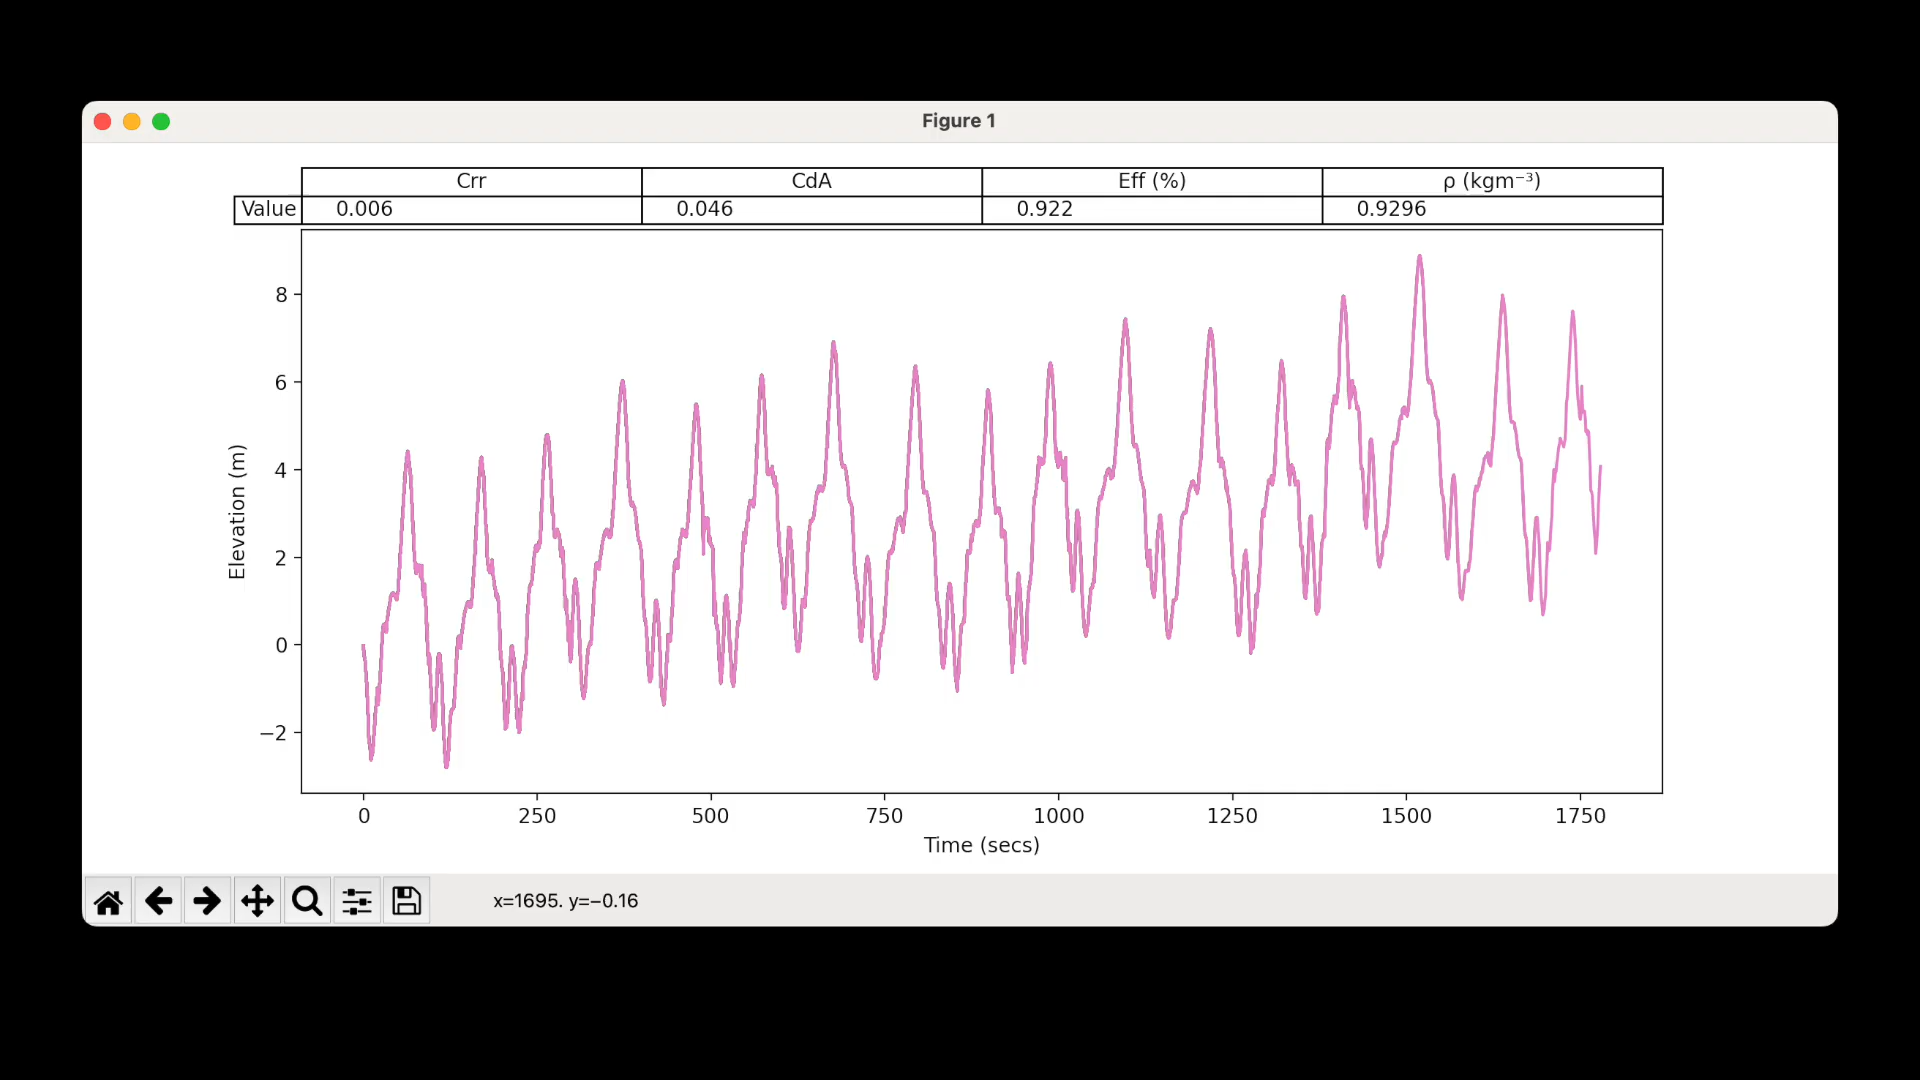 Figure 1
Crr CdA Eff (%) ρ (kgm⁻³)
Value 0.006 0.046 0.922 0.9296
8
6
4
2
0
−2
Elevation (m)
0 250 500 750 1000 1250 1500 1750
Time (secs)
x=1695. y=−0.16